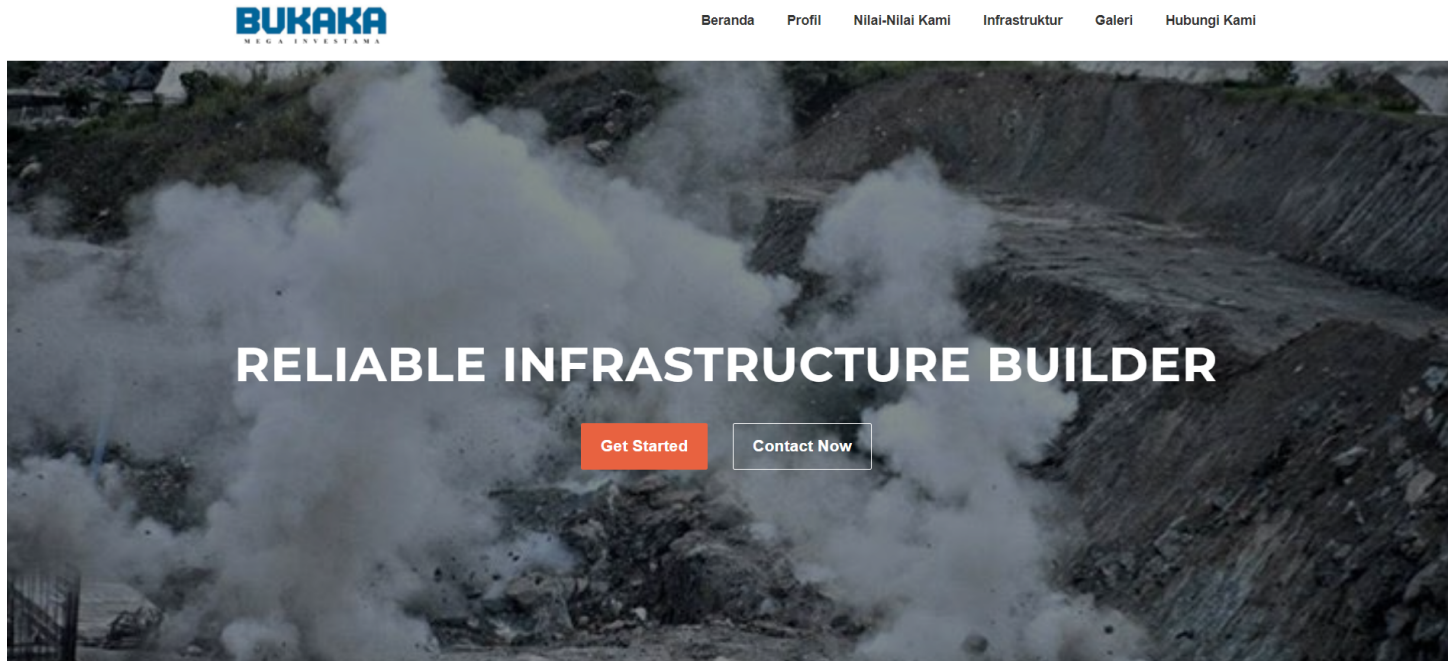 BUKAKA
MEGA INVESTAMA
Beranda Profil Nilai-Nilai Kami Infrastruktur Galeri Hubungi Kami
RELIABLE INFRASTRUCTURE BUILDER
Get Started Contact Now